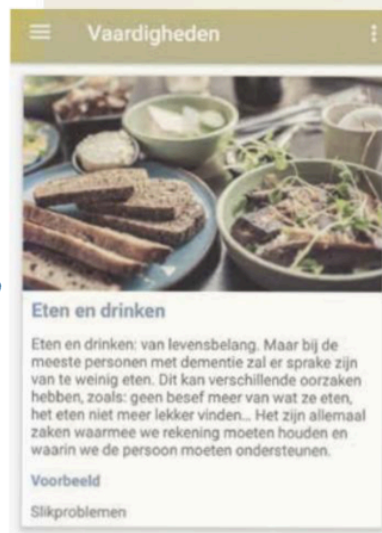 Vaardigheden
Eten en drinken
Eten en drinken: van levensbelang. Maar bij de
meeste personen met dementie zal er sprake zijn
van te weinig eten. Dit kan verschillende oorzaken
hebben, zoals: geen besef meer van wat ze eten,
het eten niet meer lekker vinden... Het zijn allemaal
zaken waarmee we rekening moeten houden en
waarin we de persoon moeten ondersteunen.
Voorbeeld
Slikproblemen